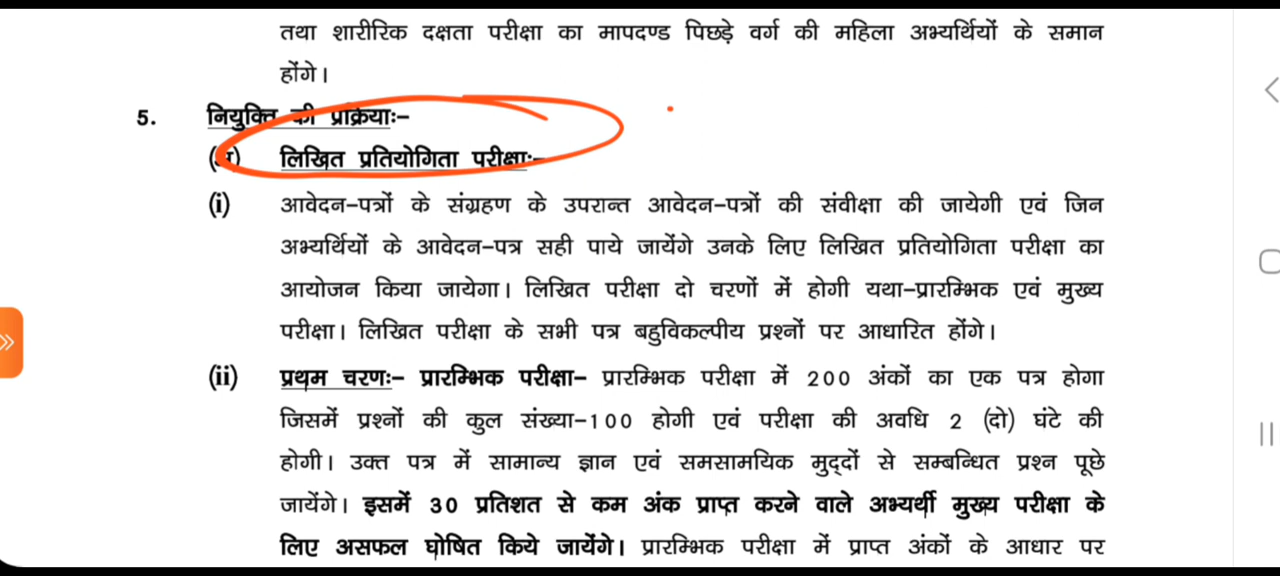 तथा शारीरिक दक्षता परीक्षा का मापदण्ड पिछड़े वर्ग की महिला अभ्यर्थियों के समान
होंगे।
5. नियुक्ति की प्रक्रियाः-
लिखित प्रतियोगिता परीक्षाः-
(i) आवेदन-पत्रों के संग्रहण के उपरान्त आवेदन-पत्रों की संवीक्षा की जायेगी एवं जिन
अभ्यर्थियों के आवेदन-पत्र सही पाये जायेंगे उनके लिए लिखित प्रतियोगिता परीक्षा का
आयोजन किया जायेगा। लिखित परीक्षा दो चरणों में होगी यथा-प्रारम्भिक एवं मुख्य
परीक्षा। लिखित परीक्षा के सभी पत्र बहुविकल्पीय प्रश्नों पर आधारित होंगे।
(ii) प्रथम चरणः- प्रारम्भिक परीक्षा- प्रारम्भिक परीक्षा में 200 अंकों का एक पत्र होगा
जिसमें प्रश्नों की कुल संख्या-100 होगी एवं परीक्षा की अवधि 2 (दो) घंटे की
होगी। उक्त पत्र में सामान्य ज्ञान एवं समसामयिक मुद्दों से सम्बन्धित प्रश्न पूछे
जायेंगे। इसमें 30 प्रतिशत से कम अंक प्राप्त करने वाले अभ्यर्थी मुख्य परीक्षा के
लिए असफल घोषित किये जायेंगे। प्रारम्भिक परीक्षा में प्राप्त अंकों के आधार पर